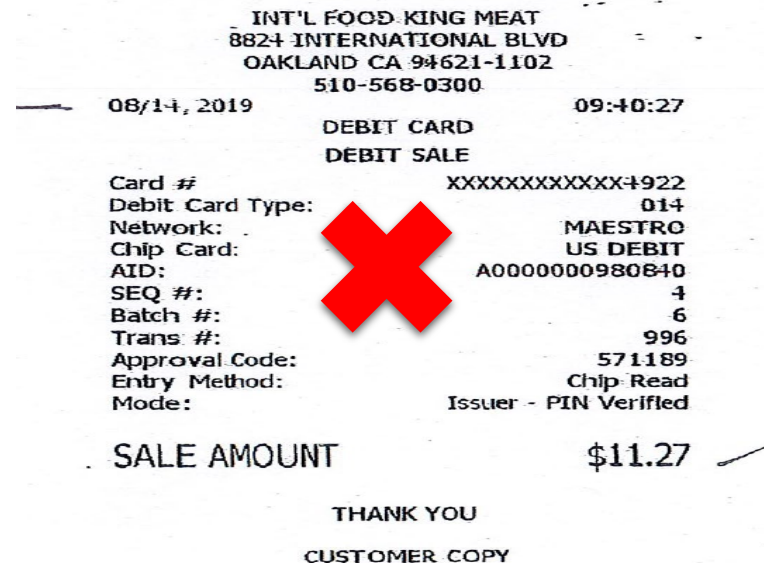 INT'L FOOD KING MEAT
8824 INTERNATIONAL BLVD
OAKLAND CA 94621-1102
510-568-0300
08/14, 2019 09:40:27
DEBIT CARD
DEBIT SALE
Card # XXXXXXXXXXXX4922
Debit Card Type: 014
Network: MAESTRO
Chip Card: US DEBIT
AID: A0000000980840
SEQ #: 4
Batch #: 6
Trans #: 996
Approval Code: 571189
Entry Method: Chip Read
Mode: Issuer - PIN Verified
SALE AMOUNT $11.27
THANK YOU
CUSTOMER COPY